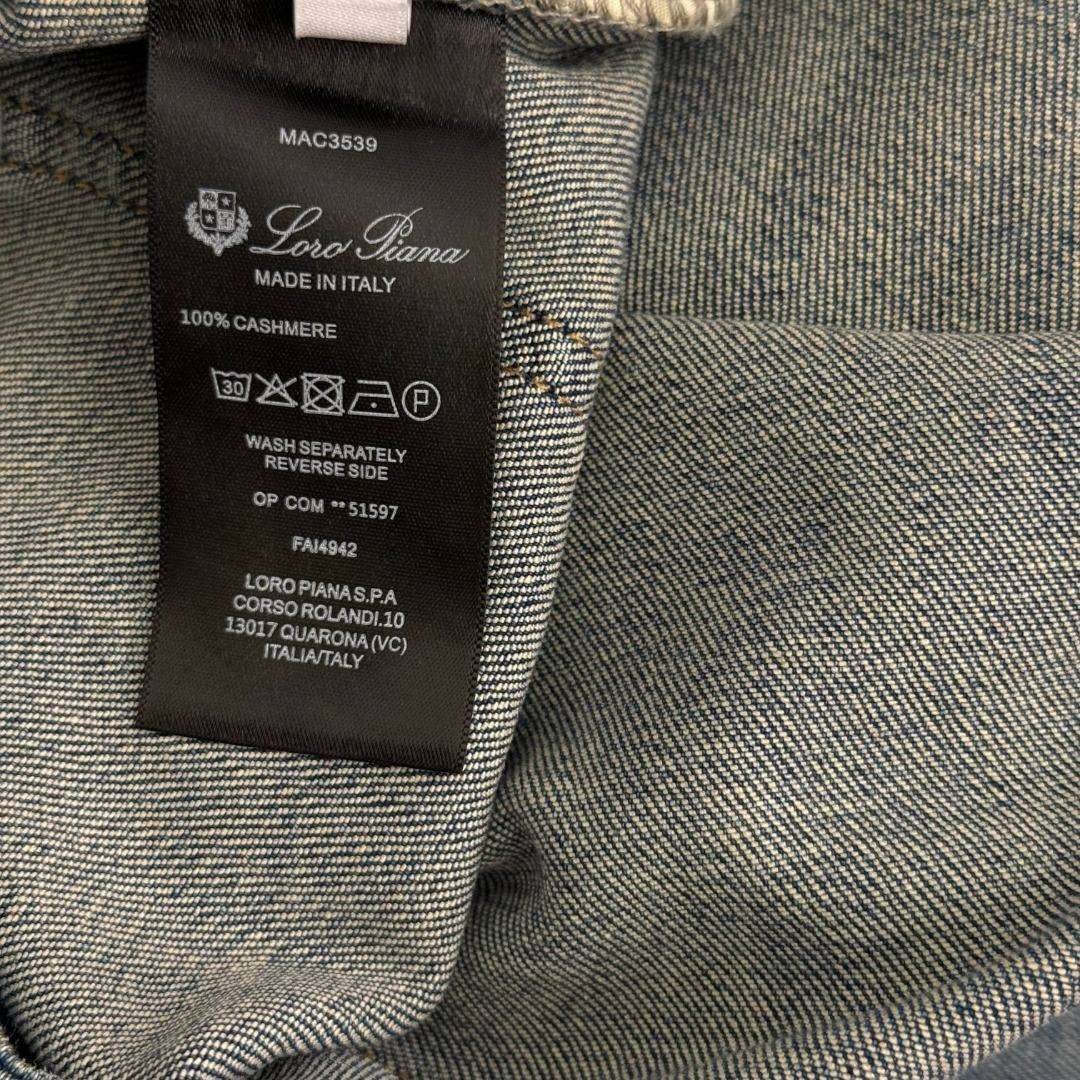 MAC3539
Loro Piana
MADE IN ITALY
100% CASHMERE
30 P
WASH SEPARATELY
REVERSE SIDE
OP COM ** 51597
FAI4942
LORO PIANA S.P.A
CORSO ROLANDI.10
13017 QUARONA (VC)
ITALIA/ITALY